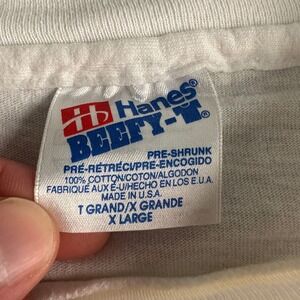 Hanes®
BEEFY-T®
PRE-SHRUNK
PRÉ-RÉTRÉCI/PRE-ENCOGIDO
100% COTTON/COTON/ALGODON
FABRIQUÉ AUX É-U/HECHO EN LOS E.U.A.
MADE IN U.S.A.
T GRAND/X GRANDE
X LARGE